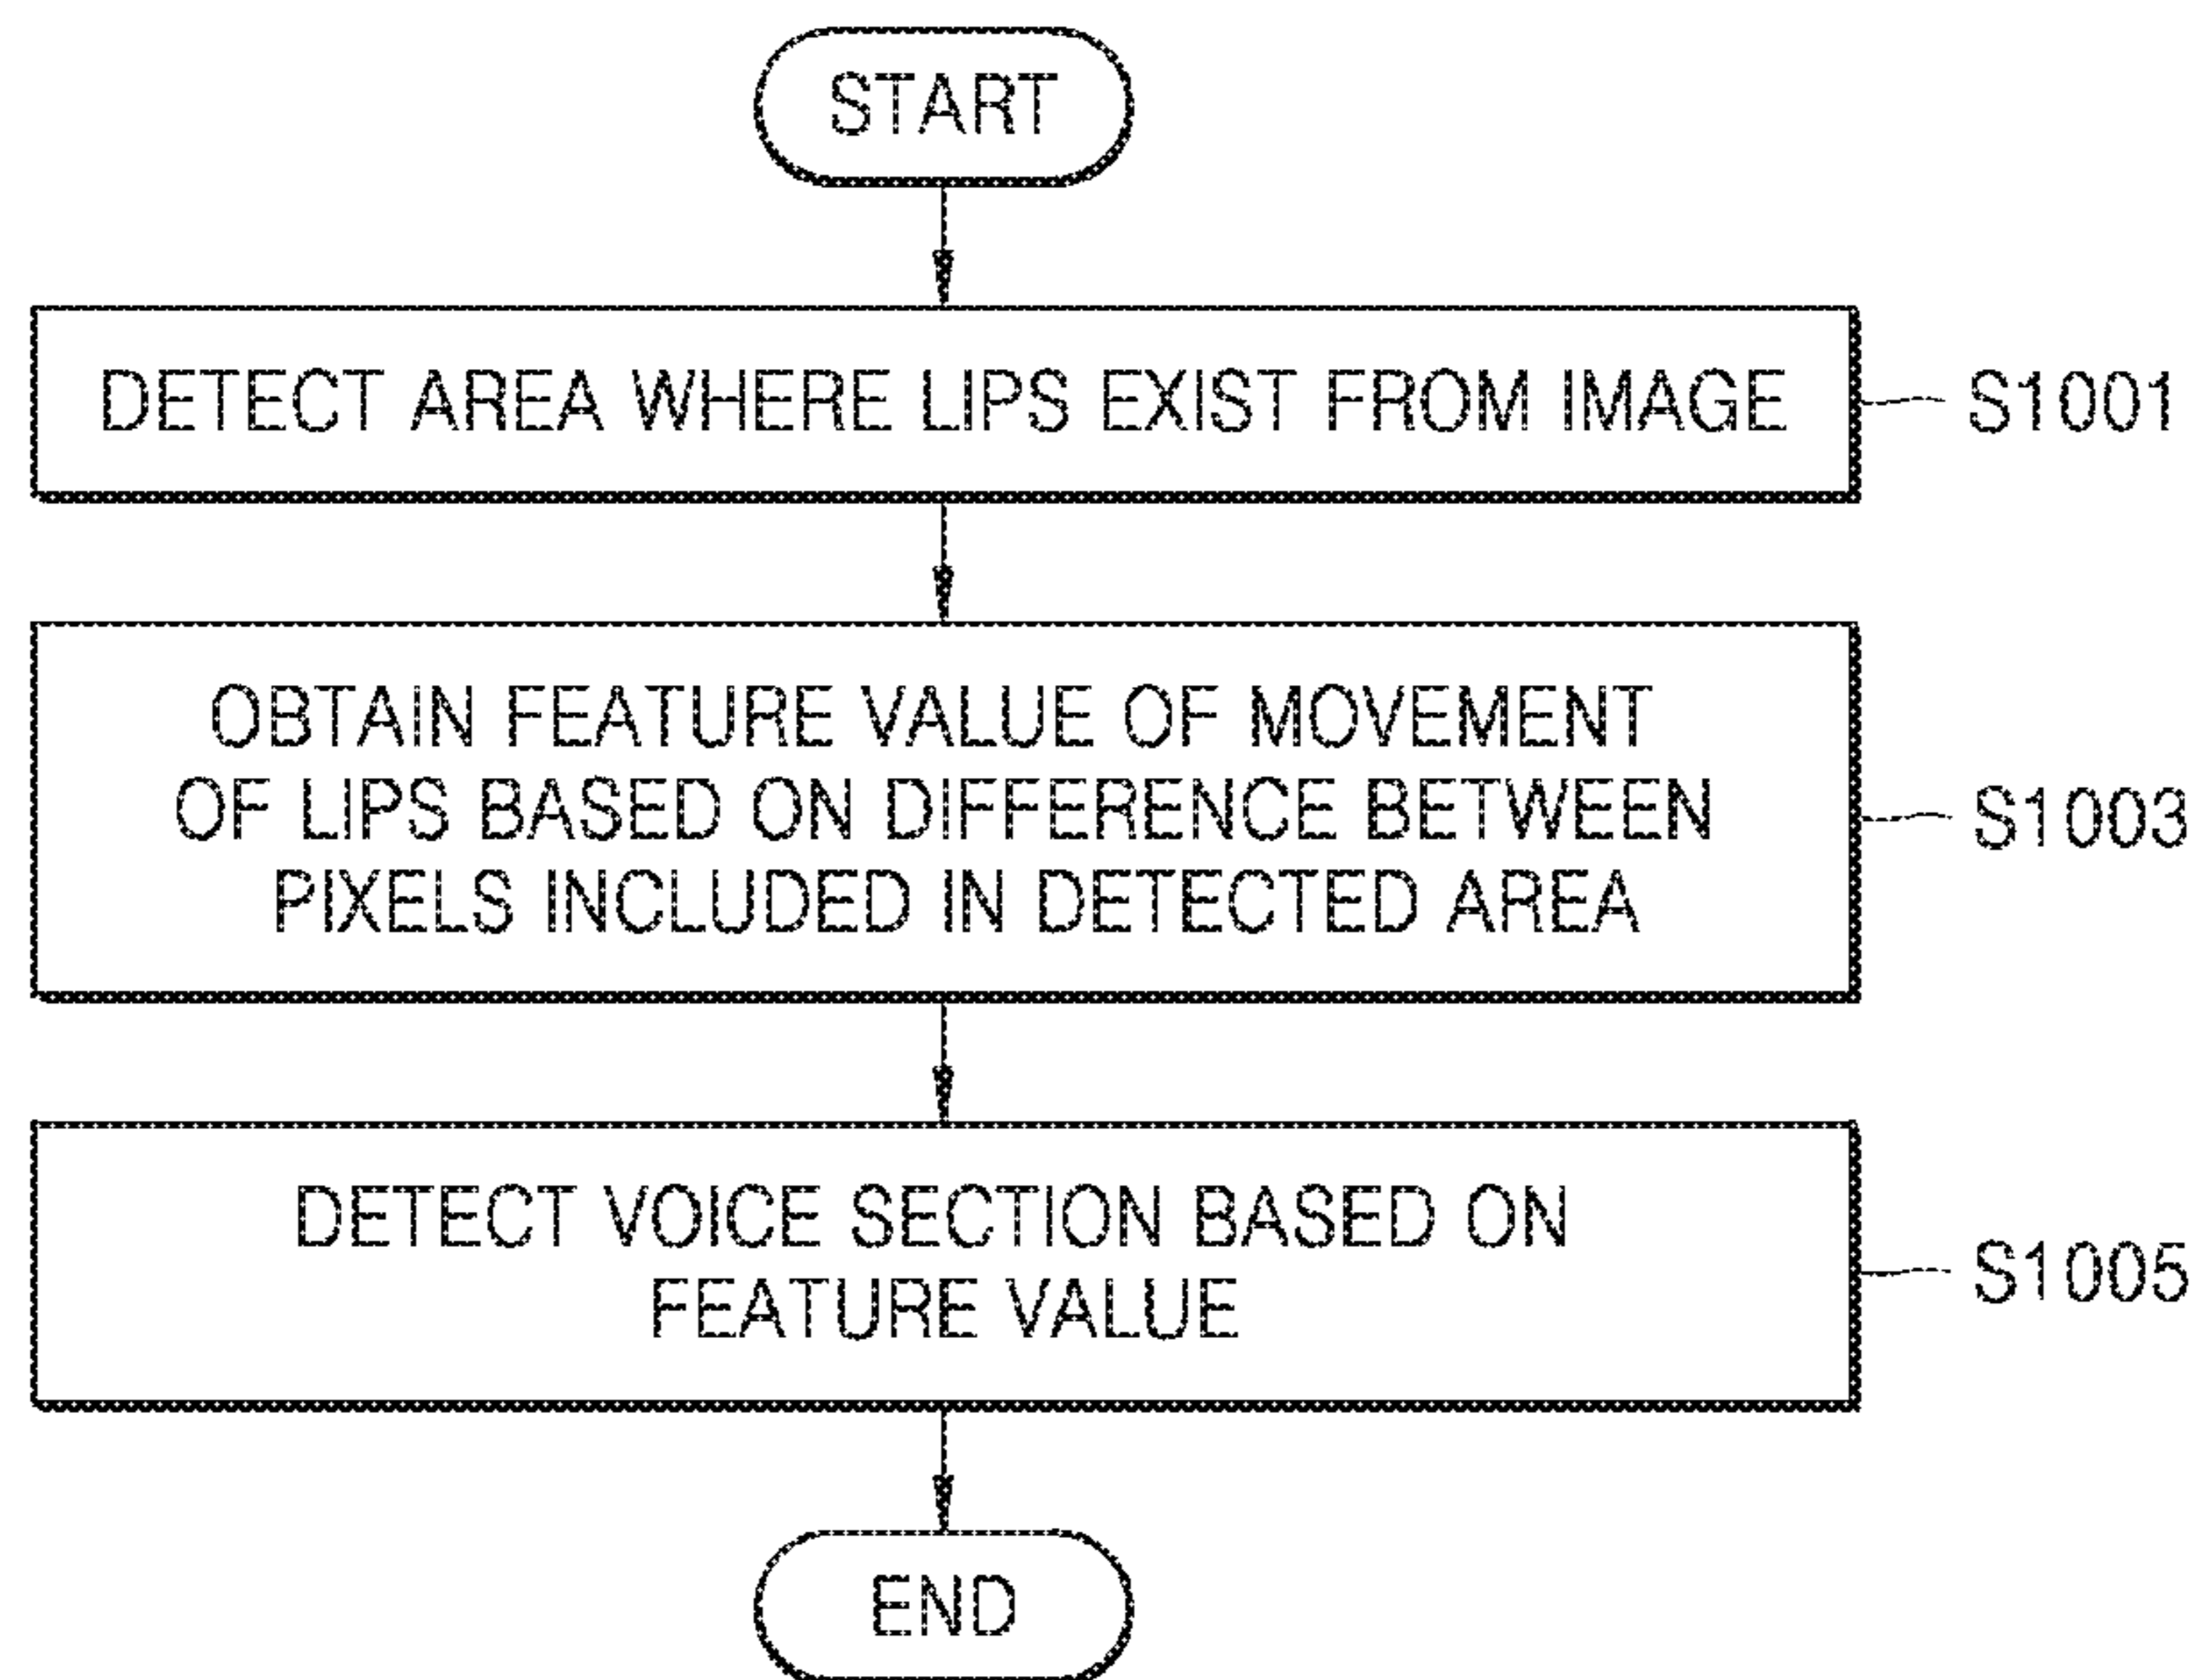 START
DETECT AREA WHERE LIPS EXIST FROM IMAGE
S1001
OBTAIN FEATURE VALUE OF MOVEMENT
OF LIPS BASED ON DIFFERENCE BETWEEN
PIXELS INCLUDED IN DETECTED AREA
S1003
DETECT VOICE SECTION BASED ON
FEATURE VALUE
S1005
END